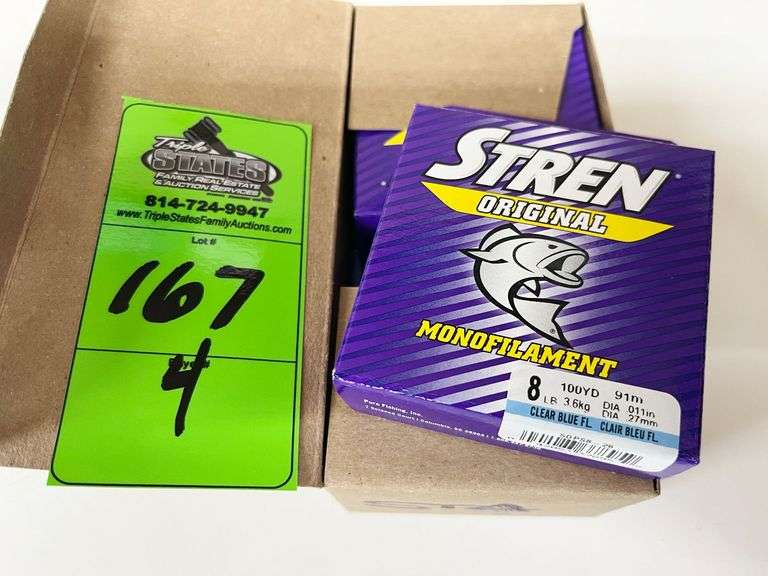 Triple
STATES
FAMILY REAL ESTATE
& AUCTION SERVICES
814-724-9947
www.TripleStatesFamilyAuctions.com
Lot #
167
4
STREN
ORIGINAL
MONOFILAMENT
8 LB 100YD 91m
3.6kg DIA .011in
DIA .27mm
CLEAR BLUE FL. CLAIR BLEU FL.
Pure Fishing, Inc.